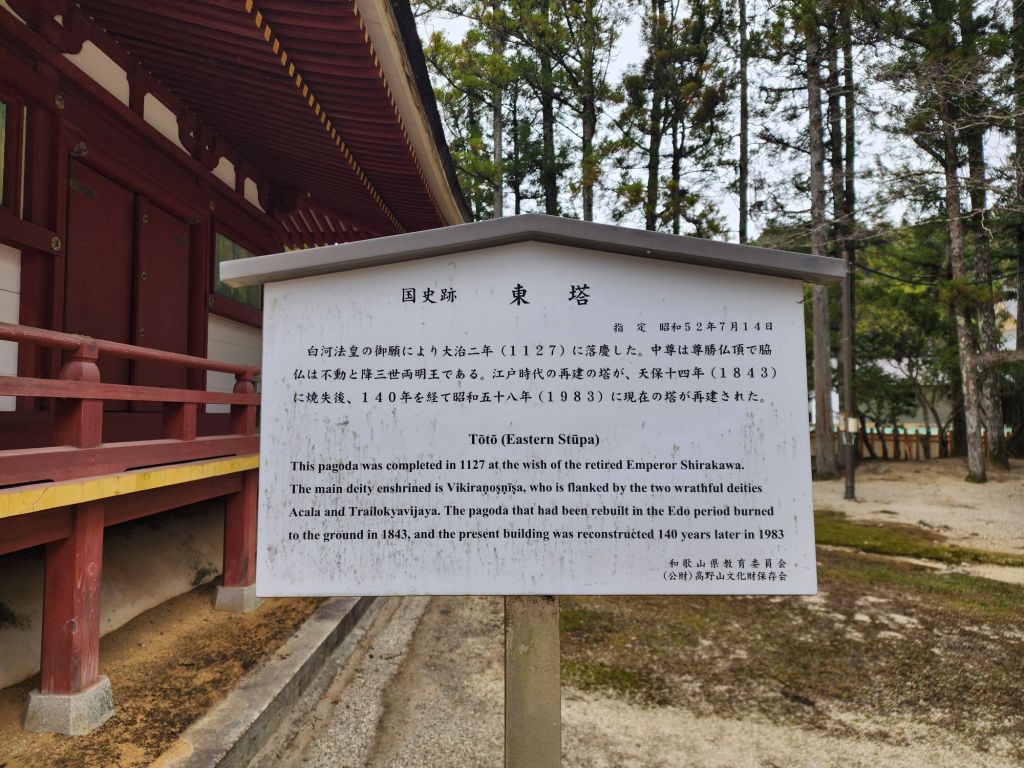 国史跡 東塔
指定 昭和52年7月14日
白河法皇の御願により大治二年（1127）に落慶した。中尊は尊勝仏頂で脇
仏は不動と降三世両明王である。江戸時代の再建の塔が、天保十四年（1843）
に焼失後、140年を経て昭和五十八年（1983）に現在の塔が再建された。
Tōtō (Eastern Stūpa)
This pagoda was completed in 1127 at the wish of the retired Emperor Shirakawa.
The main deity enshrined is Vikiraṇoṣṇīṣa, who is flanked by the two wrathful deities
Acala and Trailokyavijaya. The pagoda that had been rebuilt in the Edo period burned
to the ground in 1843, and the present building was reconstructed 140 years later in 1983
和歌山県教育委員会
（公財）高野山文化財保存会